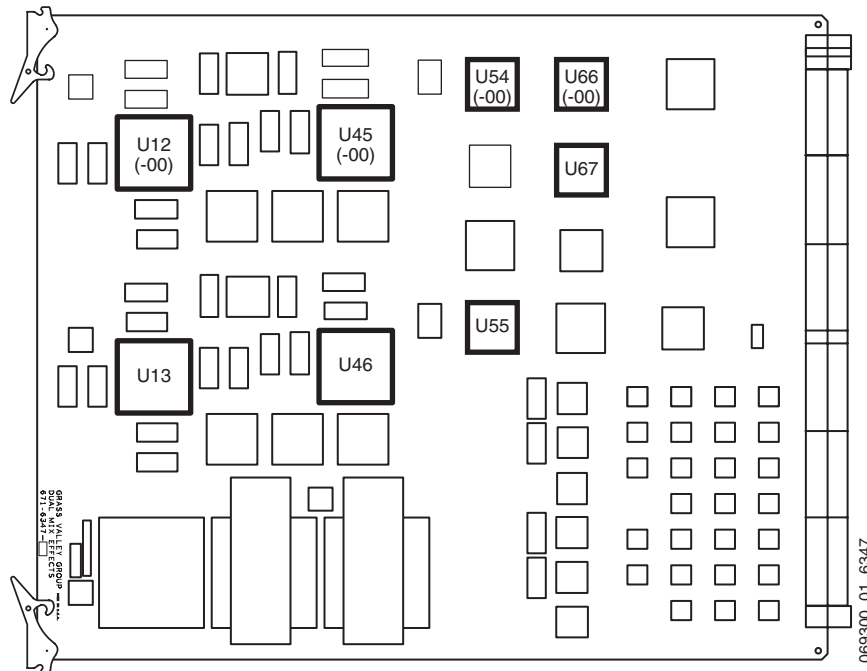 U54
(-00)
U66
(-00)
U12
(-00)
U45
(-00)
U67
U55
U13
U46
GRASS VALLEY GROUP
DUAL MIX EFFECTS
671-6347-
069300_01_6347